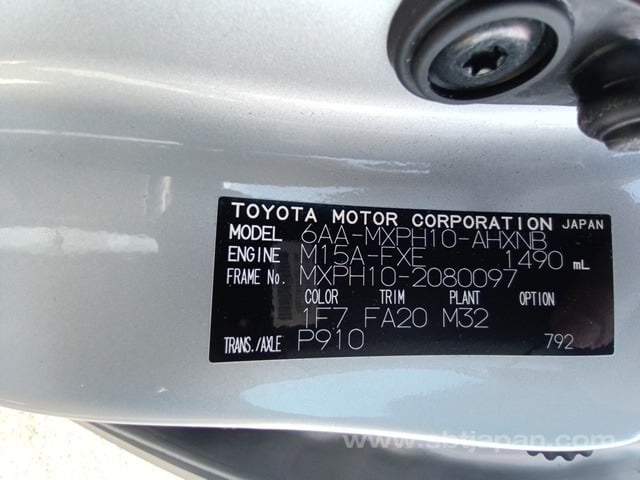 TOYOTA MOTOR CORPORATION JAPAN
MODEL 6AA-MXPH10-AHXNB
ENGINE M15A-FXE 1490 mL
FRAME No. MXPH10-2080097
COLOR TRIM PLANT OPTION
1F7 FA20 M32
TRANS./AXLE P910 792
www.sbtjapan.com